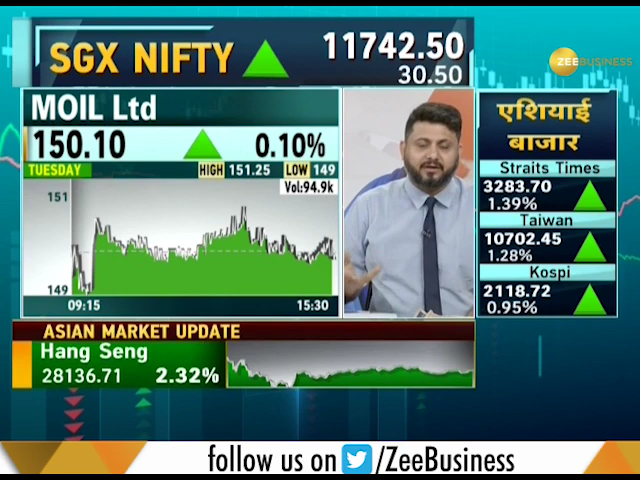 SGX NIFTY
11742.50
30.50
ZEEBUSINESS
MOIL Ltd
150.10
0.10%
TUESDAY
HIGH 151.25 LOW 149
Vol:94.9k
151
149
09:15
15:30
एशियाई
बाजार
Straits Times
3283.70
1.39%
Taiwan
10702.45
1.28%
Kospi
2118.72
0.95%
ASIAN MARKET UPDATE
Hang Seng
28136.71 2.32%
follow us on /ZeeBusiness